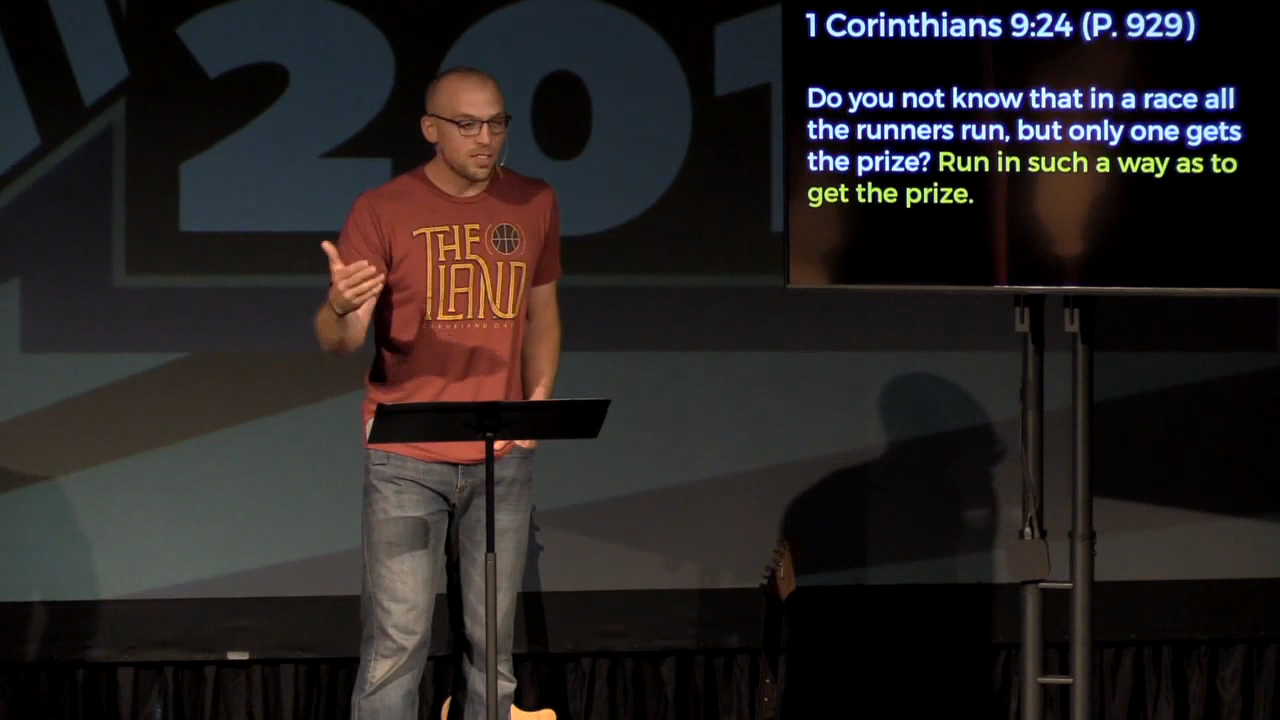 201
1 Corinthians 9:24 (P. 929)
Do you not know that in a race all
the runners run, but only one gets
the prize? Run in such a way as to
get the prize.
THE
LAND